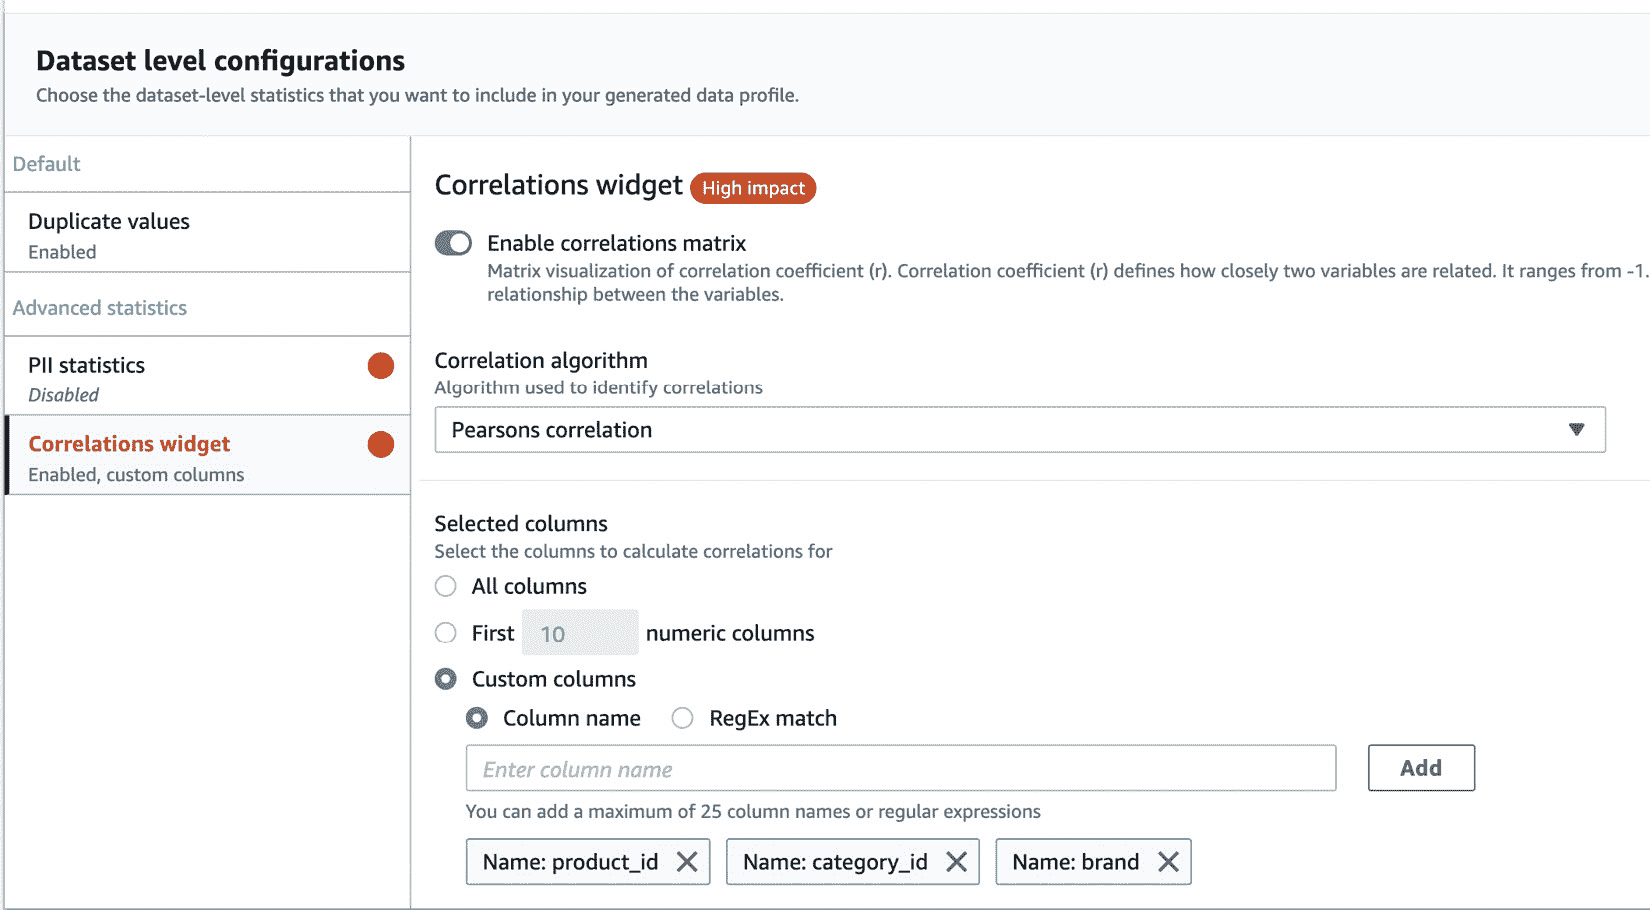 Dataset level configurations
Choose the dataset-level statistics that you want to include in your generated data profile.
Default
Duplicate values
Enabled
Advanced statistics
PII statistics
Disabled
Correlations widget
Enabled, custom columns
Correlations widget High impact
Enable correlations matrix
Matrix visualization of correlation coefficient (r). Correlation coefficient (r) defines how closely two variables are related. It ranges from -1.
relationship between the variables.
Correlation algorithm
Algorithm used to identify correlations
Pearsons correlation
Selected columns
Select the columns to calculate correlations for
All columns
First 10 numeric columns
Custom columns
Column name RegEx match
Enter column name Add
You can add a maximum of 25 column names or regular expressions
Name: product_id Name: category_id Name: brand